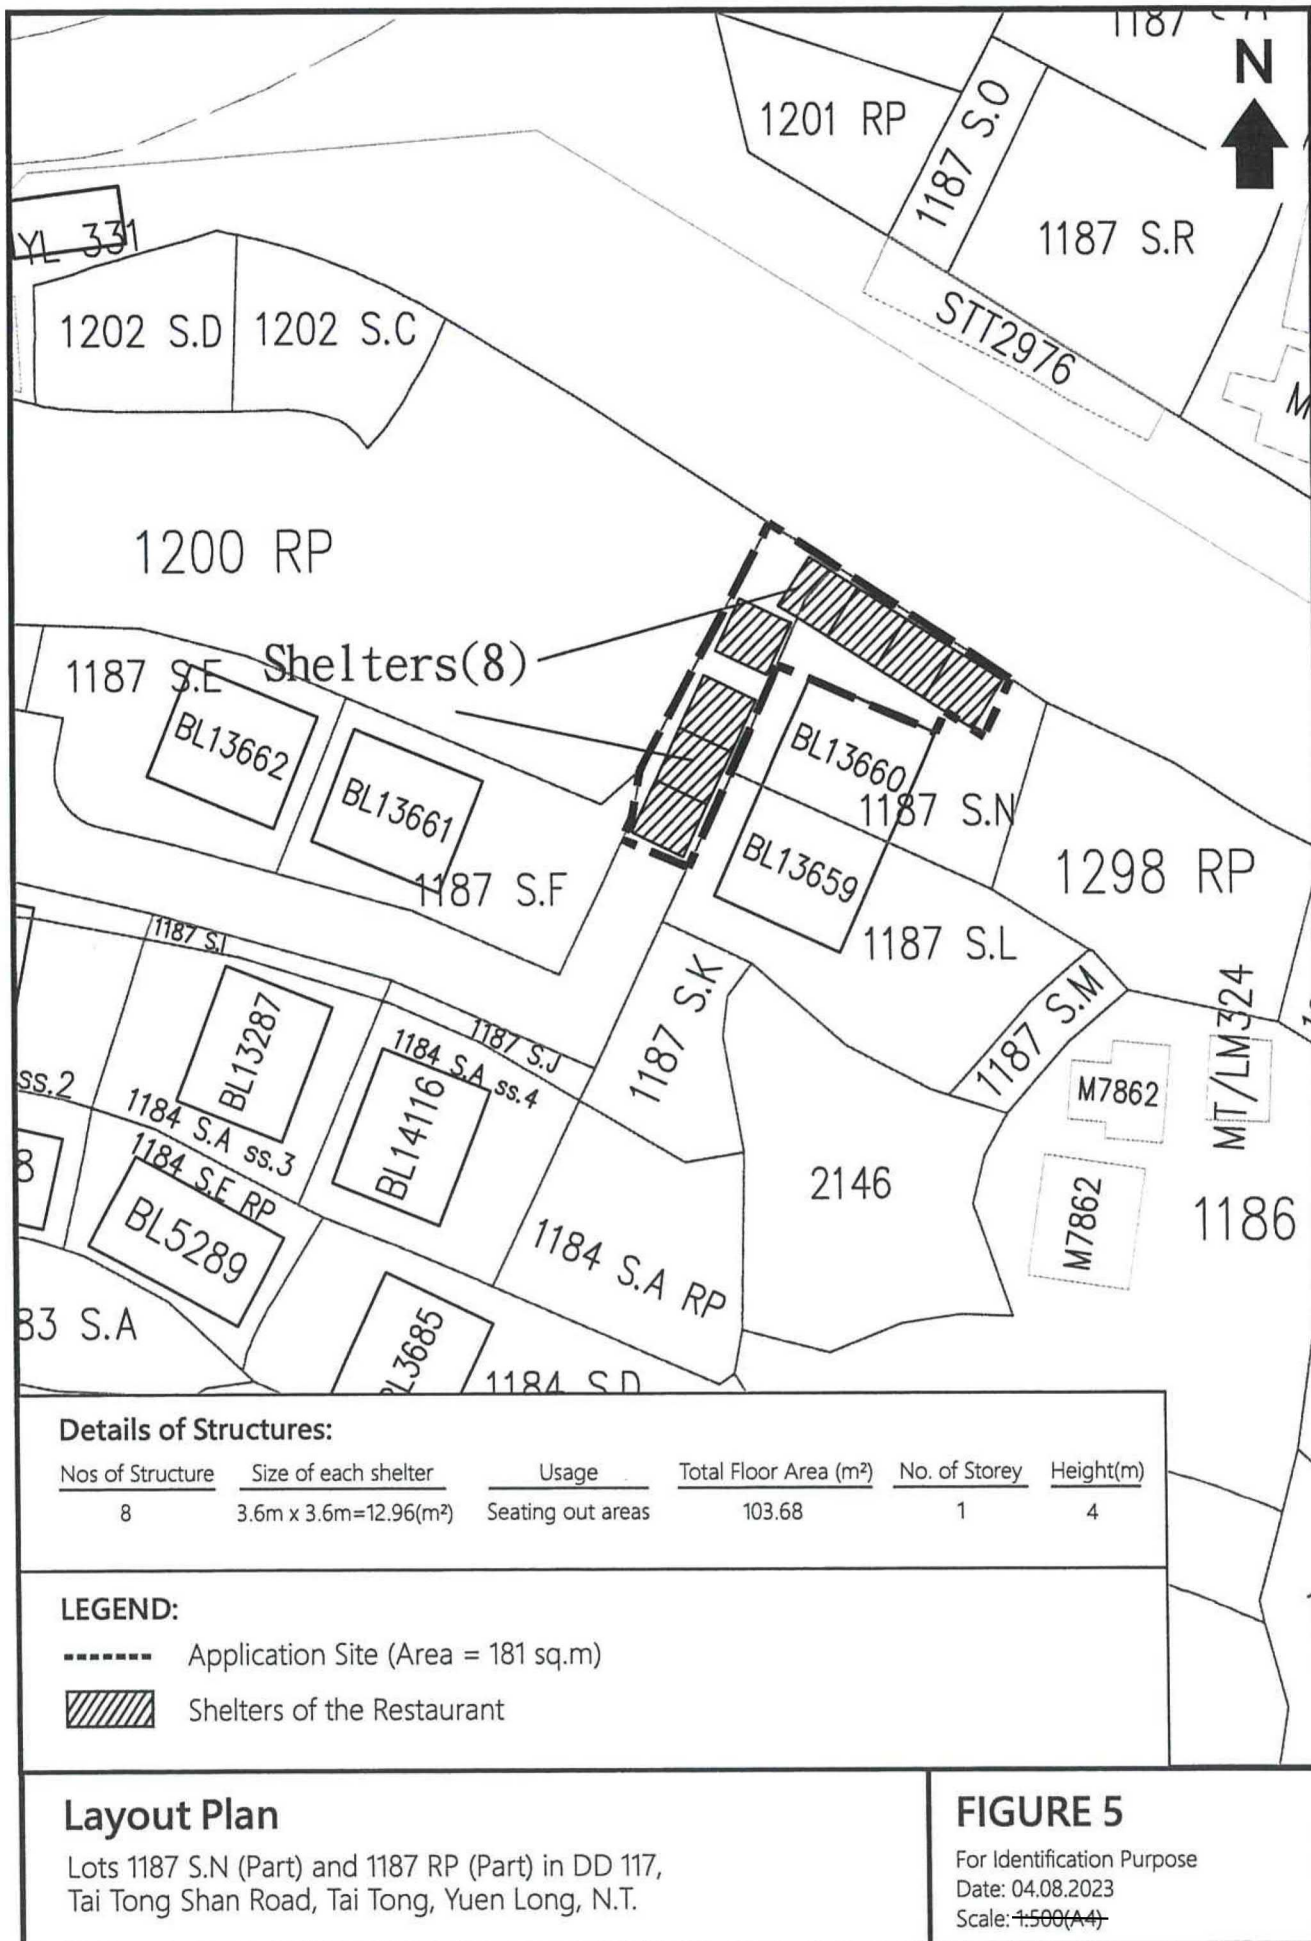 1187
N
1201 RP
1187 S.O
1187 S.R
YL 331
1202 S.D
1202 S.C
STT2976
M
1200 RP
Shelters(8)
1187 S.E
BL13662
BL13661
BL13660
1187 S.N
BL13659
1298 RP
1187 S.F
1187 S.L
1187 S.I
1187 S.K
1187 S.M
MT/LM324
BL13287
1187 S.J
1184 S.A ss.4
M7862
ss.2
1184 S.A ss.3
BL14116
1184 S.E RP
8
2146
M7862
1186
BL5289
1184 S.A RP
83 S.A
L3685
1184 S.D
Details of Structures:
Nos of Structure Size of each shelter Usage Total Floor Area (m²) No. of Storey Height(m)
8 3.6m x 3.6m=12.96(m²) Seating out areas 103.68 1 4
LEGEND:
Application Site (Area = 181 sq.m)
Shelters of the Restaurant
Layout Plan
Lots 1187 S.N (Part) and 1187 RP (Part) in DD 117,
Tai Tong Shan Road, Tai Tong, Yuen Long, N.T.
FIGURE 5
For Identification Purpose
Date: 04.08.2023
Scale: 1:500(A4)